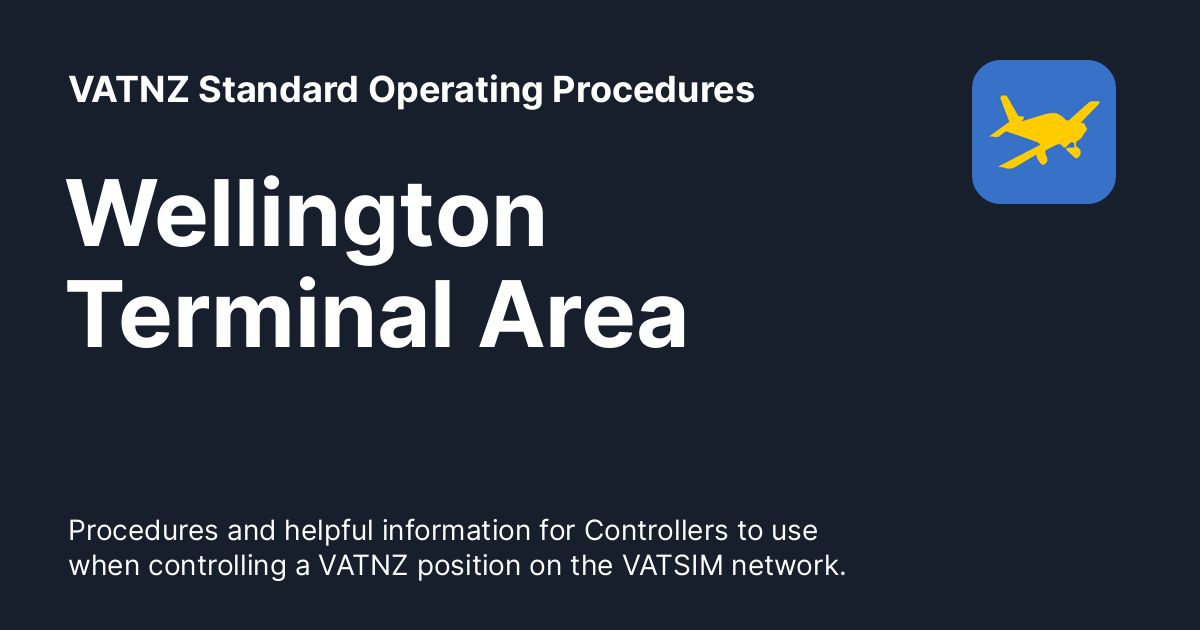 VATNZ Standard Operating Procedures
Wellington
Terminal Area
Procedures and helpful information for Controllers to use
when controlling a VATNZ position on the VATSIM network.